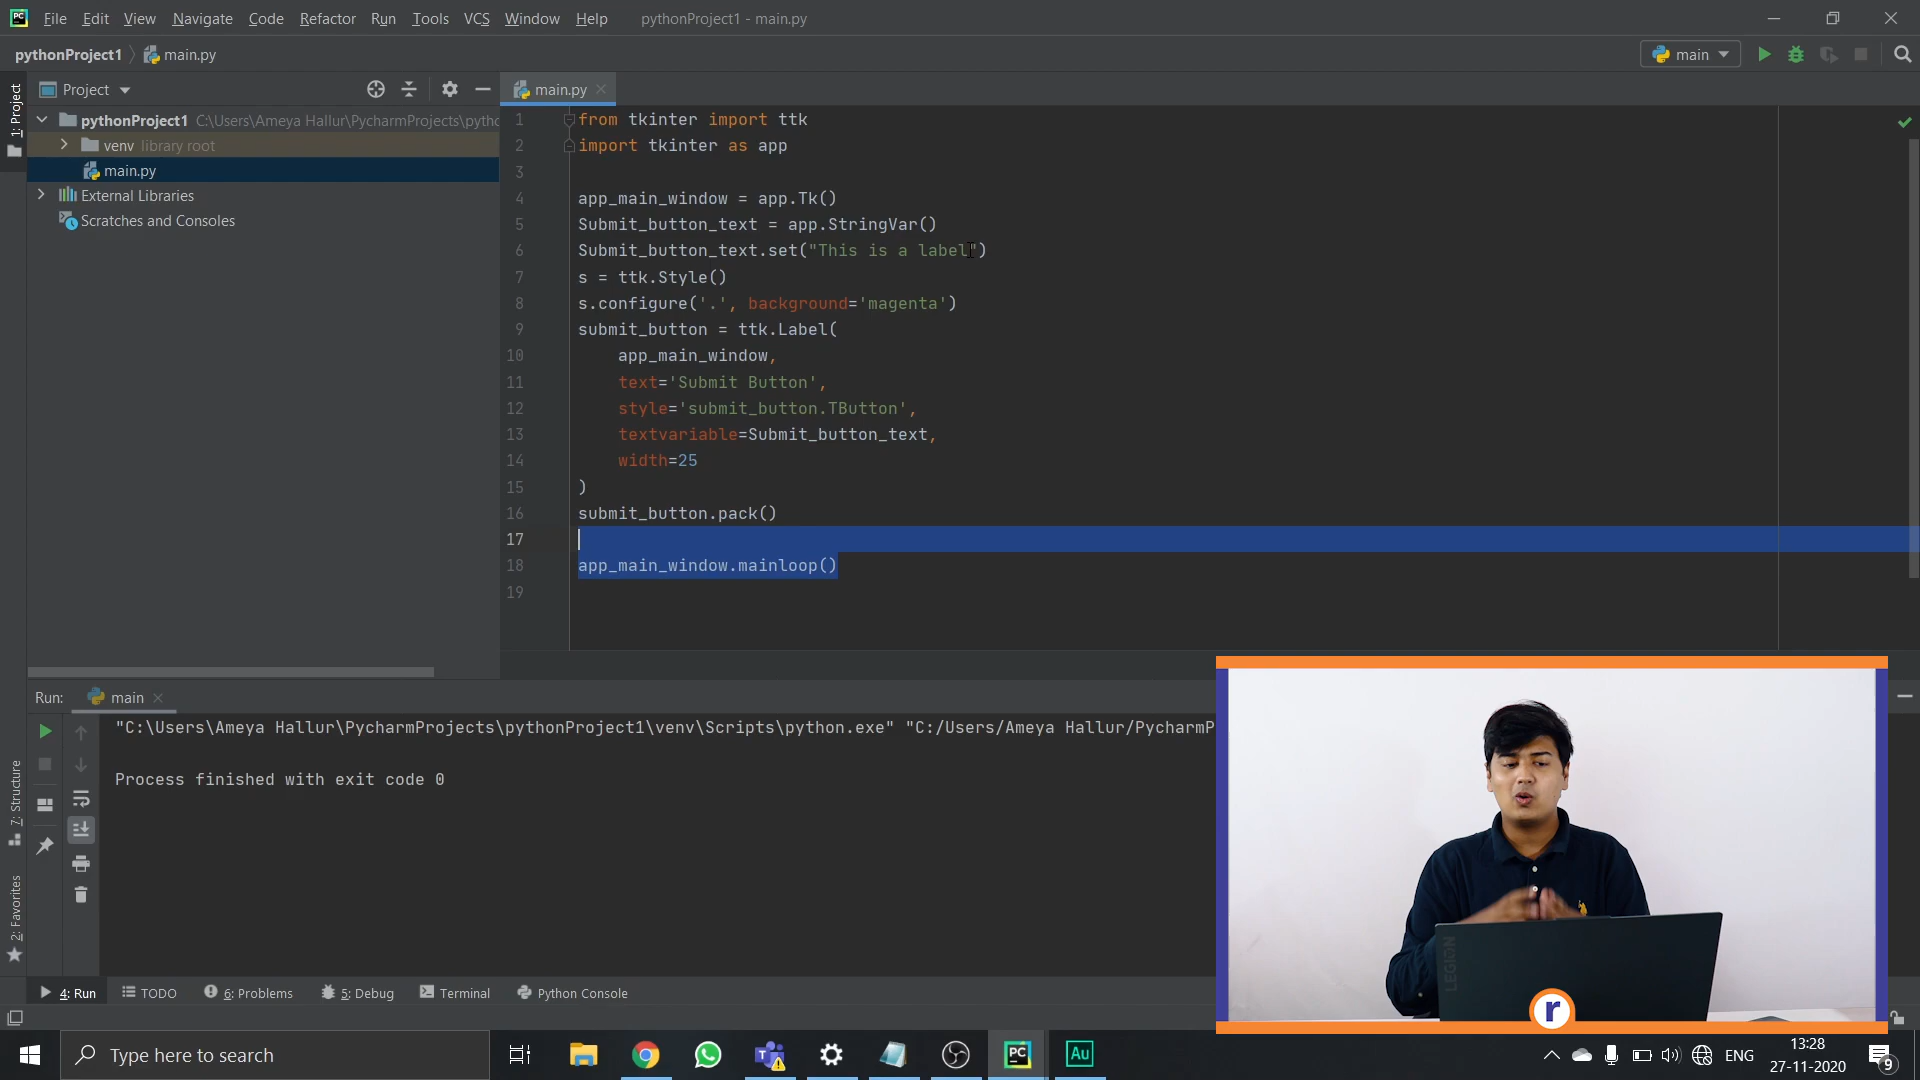 File Edit View Navigate Code Refactor Run Tools VCS Window Help pythonProject1 - main.py
pythonProject1 main.py
main
1: Project
Project
main.py
pythonProject1 C:\Users\Ameya Hallur\PycharmProjects\pythc
venv library root
main.py
External Libraries
Scratches and Consoles
1 from tkinter import ttk
2 import tkinter as app
3
4 app_main_window = app.Tk()
5 Submit_button_text = app.StringVar()
6 Submit_button_text.set("This is a label")
7 s = ttk.Style()
8 s.configure('.', background='magenta')
9 submit_button = ttk.Label(
10 app_main_window,
11 text='Submit Button',
12 style='submit_button.TButton',
13 textvariable=Submit_button_text,
14 width=25
15 )
16 submit_button.pack()
17
18 app_main_window.mainloop()
19
Run: main
"C:\Users\Ameya Hallur\PycharmProjects\pythonProject1\venv\Scripts\python.exe" "C:/Users/Ameya Hallur/PycharmP
Process finished with exit code 0
7: Structure
2: Favorites
LEGION
r
4: Run TODO 6: Problems 5: Debug Terminal Python Console
Type here to search
PC
Au
ENG
13:28
27-11-2020
9